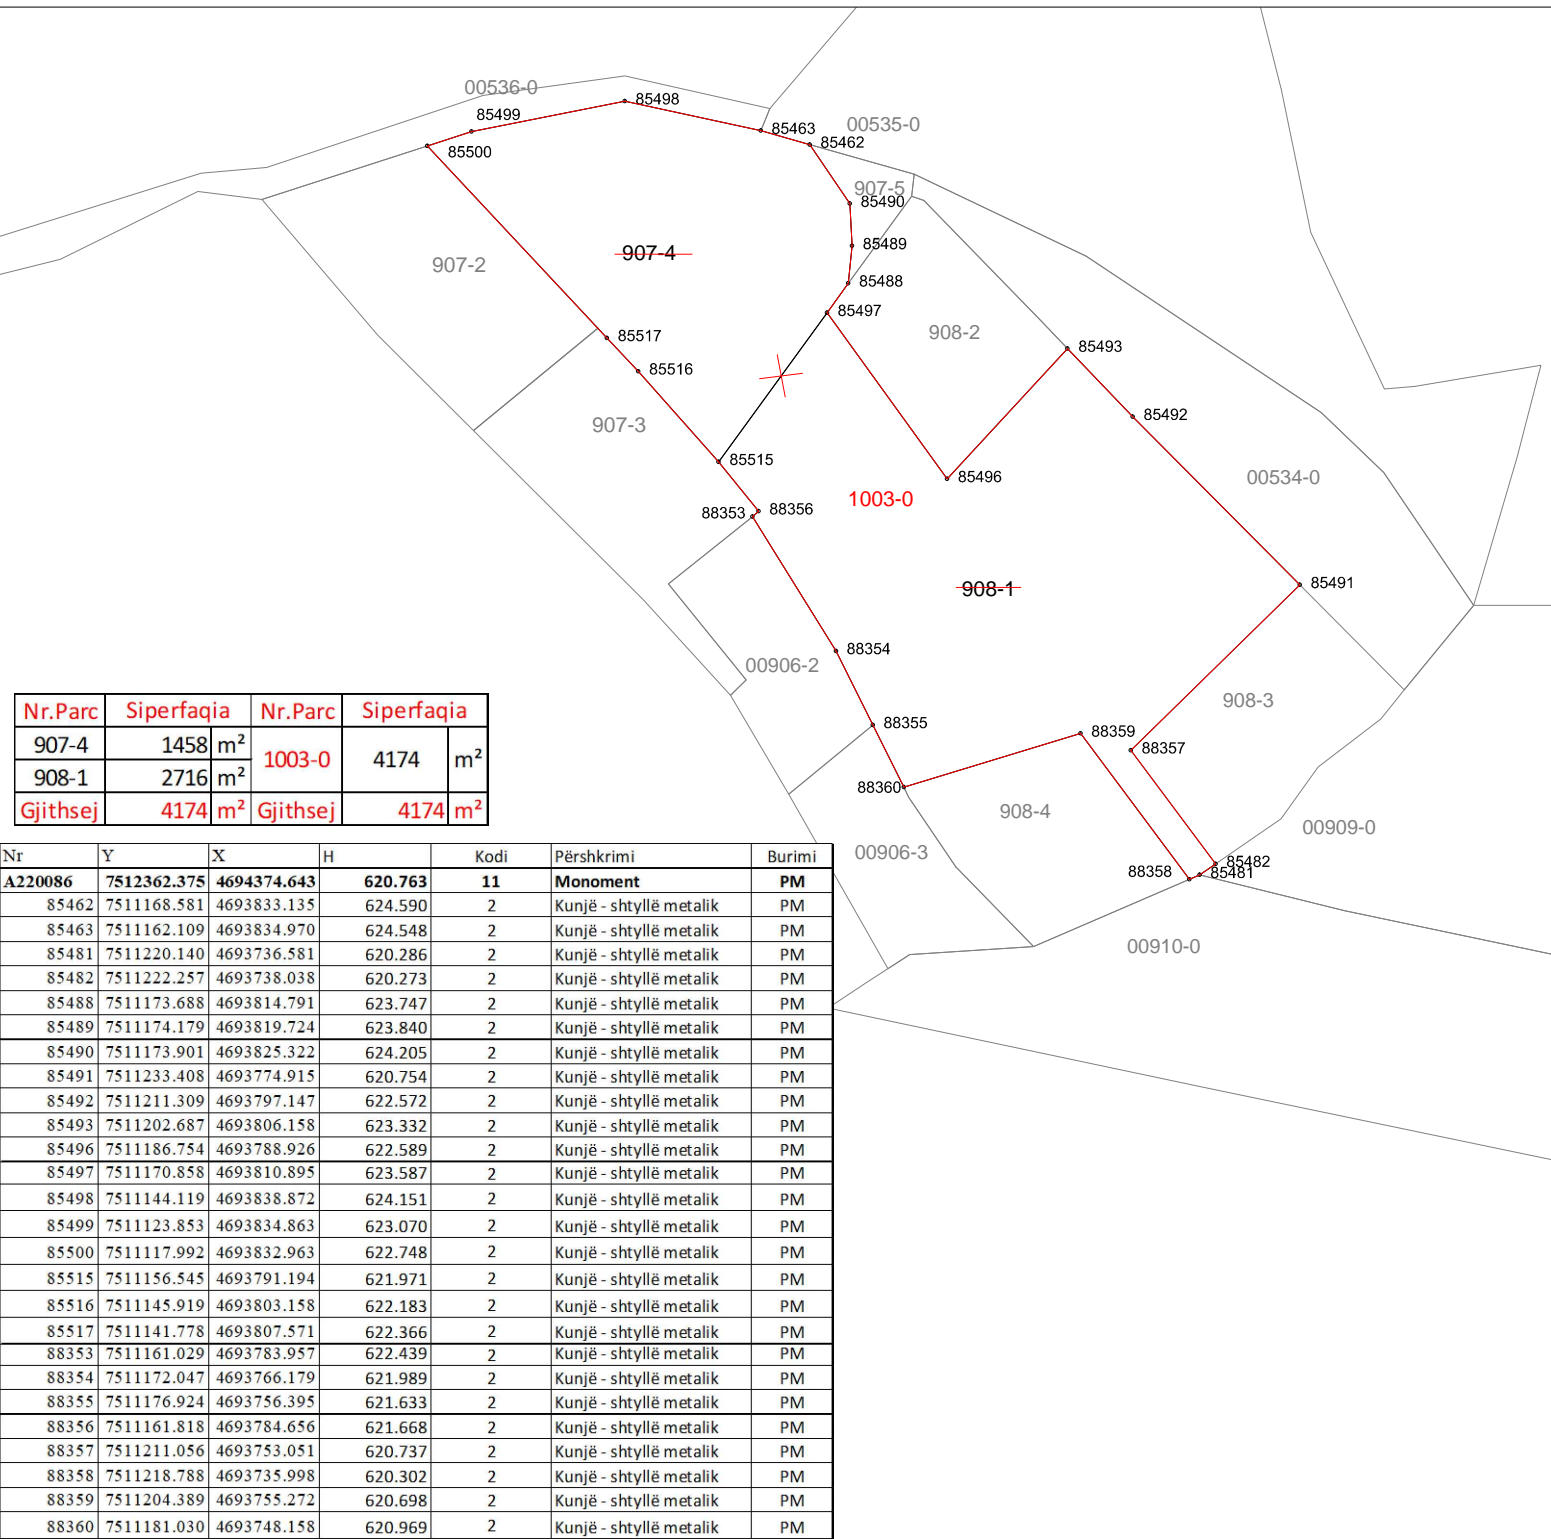 00536-0
85498
85499
85463
00535-0
85462
85500
907-5
85490
907-4
85489
907-2
85488
85497
908-2
85517
85493
85516
85492
907-3
85515
00534-0
85496
1003-0
88356
88353
85491
908-1
88354
00906-2
908-3
88355
88359
88357
88360
908-4
00909-0
00906-3
85482
85481
88358
00910-0
Nr.Parc Siperfaqia Nr.Parc Siperfaqia
907-4 1458 m² 1003-0 4174 m²
908-1 2716 m²
Gjithsej 4174 m² Gjithsej 4174 m²
Nr Y X H Kodi Përshkrimi Burimi
A220086 7512362.375 4694374.643 620.763 11 Monoment PM
85462 7511168.581 4693833.135 624.590 2 Kunjë - shtyllë metalik PM
85463 7511162.109 4693834.970 624.548 2 Kunjë - shtyllë metalik PM
85481 7511220.140 4693736.581 620.286 2 Kunjë - shtyllë metalik PM
85482 7511222.257 4693738.038 620.273 2 Kunjë - shtyllë metalik PM
85488 7511173.688 4693814.791 623.747 2 Kunjë - shtyllë metalik PM
85489 7511174.179 4693819.724 623.840 2 Kunjë - shtyllë metalik PM
85490 7511173.901 4693825.322 624.205 2 Kunjë - shtyllë metalik PM
85491 7511233.408 4693774.915 620.754 2 Kunjë - shtyllë metalik PM
85492 7511211.309 4693797.147 622.572 2 Kunjë - shtyllë metalik PM
85493 7511202.687 4693806.158 623.332 2 Kunjë - shtyllë metalik PM
85496 7511186.754 4693788.926 622.589 2 Kunjë - shtyllë metalik PM
85497 7511170.858 4693810.895 623.587 2 Kunjë - shtyllë metalik PM
85498 7511144.119 4693838.872 624.151 2 Kunjë - shtyllë metalik PM
85499 7511123.853 4693834.863 623.070 2 Kunjë - shtyllë metalik PM
85500 7511117.992 4693832.963 622.748 2 Kunjë - shtyllë metalik PM
85515 7511156.545 4693791.194 621.971 2 Kunjë - shtyllë metalik PM
85516 7511145.919 4693803.158 622.183 2 Kunjë - shtyllë metalik PM
85517 7511141.778 4693807.571 622.366 2 Kunjë - shtyllë metalik PM
88353 7511161.029 4693783.957 622.439 2 Kunjë - shtyllë metalik PM
88354 7511172.047 4693766.179 621.989 2 Kunjë - shtyllë metalik PM
88355 7511176.924 4693756.395 621.633 2 Kunjë - shtyllë metalik PM
88356 7511161.818 4693784.656 621.668 2 Kunjë - shtyllë metalik PM
88357 7511211.056 4693753.051 620.737 2 Kunjë - shtyllë metalik PM
88358 7511218.788 4693735.998 620.302 2 Kunjë - shtyllë metalik PM
88359 7511204.389 4693755.272 620.698 2 Kunjë - shtyllë metalik PM
88360 7511181.030 4693748.158 620.969 2 Kunjë - shtyllë metalik PM